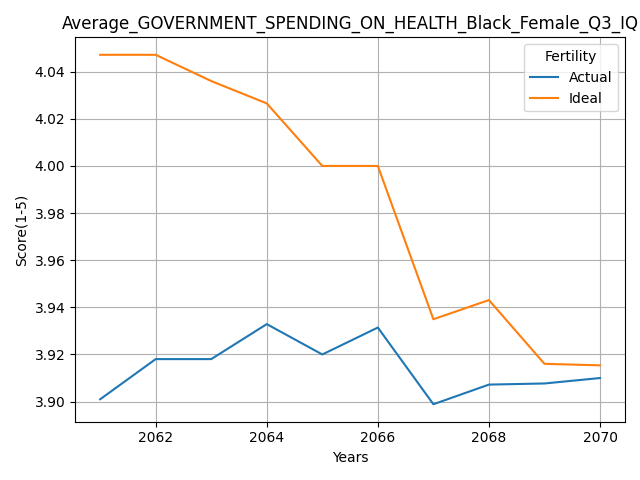 Average_GOVERNMENT_SPENDING_ON_HEALTH_Black_Female_Q3_IQ
Fertility
Actual
Ideal
4.04
4.02
4.00
3.98
3.96
3.94
3.92
3.90
Score(1-5)
2062
2064
2066
2068
2070
Years